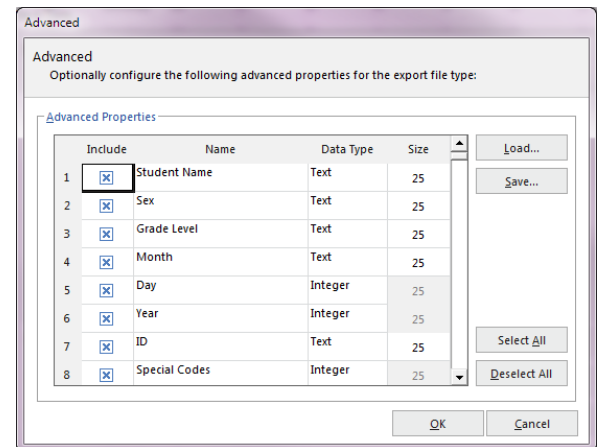 Advanced
Advanced
Optionally configure the following advanced properties for the export file type:
Advanced Properties
Include Name Data Type Size
1 Student Name Text 25
2 Sex Text 25
3 Grade Level Text 25
4 Month Text 25
5 Day Integer 25
6 Year Integer 25
7 ID Text 25
8 Special Codes Integer 25
Load...
Save...
Select All
Deselect All
OK Cancel